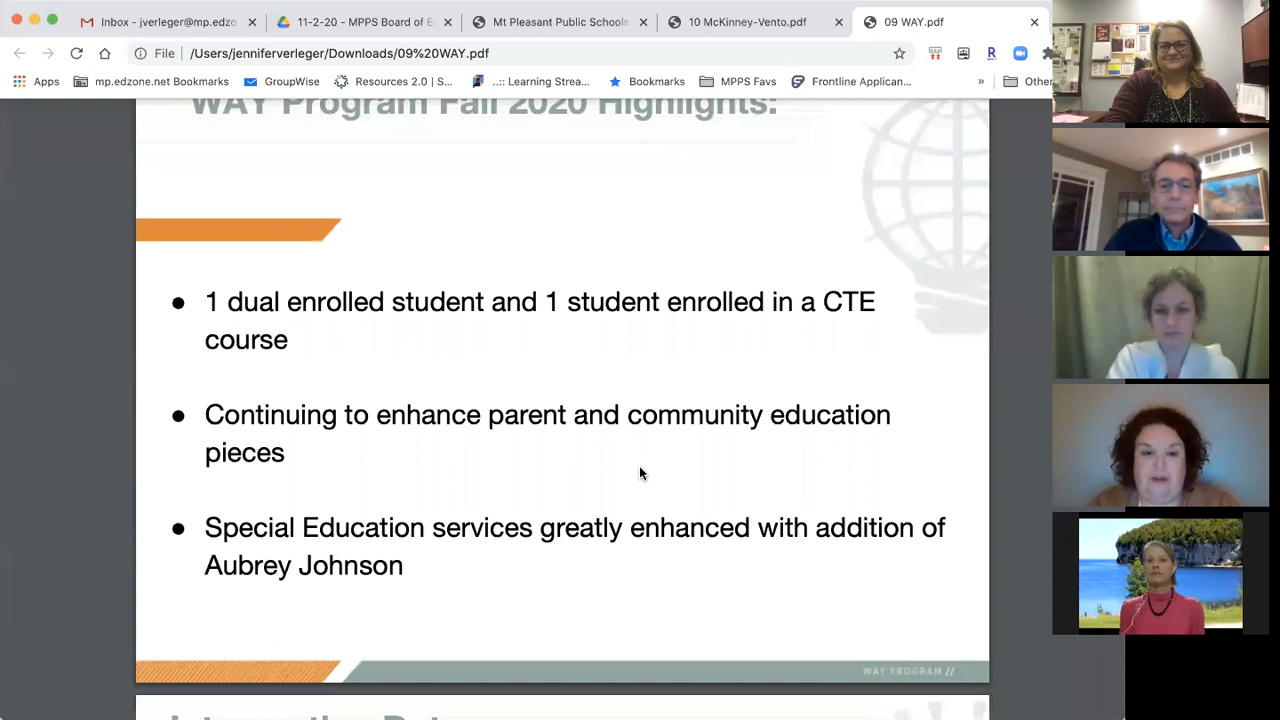 Inbox - jverleger@mp.edzo
11-2-20 - MPPS Board of E
Mt Pleasant Public Schools
10 McKinney-Vento.pdf
09 WAY.pdf
File
/Users/jenniferverleger/Downloads/09%20WAY.pdf
R
Apps
mp.edzone.net Bookmarks
GroupWise
Resources 2.0 | S...
..:: Learning Strea...
Bookmarks
MPPS Favs
Frontline Applican...
»
Other
WAY Program Fall 2020 Highlights:
● 1 dual enrolled student and 1 student enrolled in a CTE
course
● Continuing to enhance parent and community education
pieces
● Special Education services greatly enhanced with addition of
Aubrey Johnson
WAY PROGRAM //